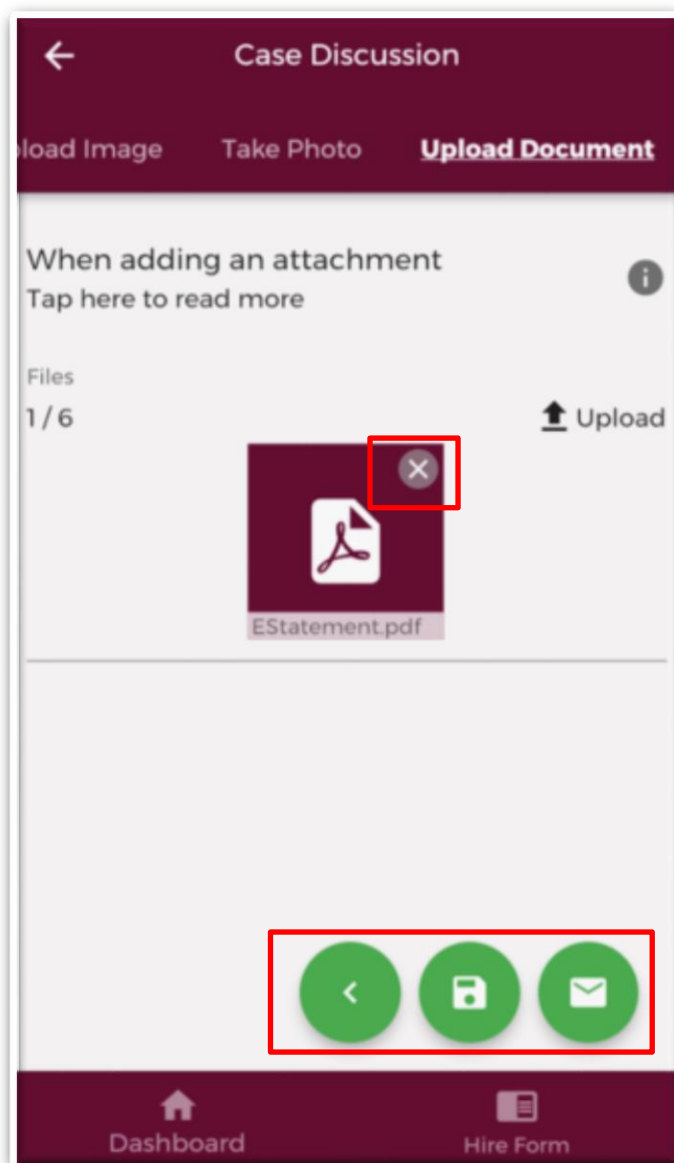 Case Discussion
load Image Take Photo Upload Document
When adding an attachment
Tap here to read more
Files
1 / 6
Upload
EStatement.pdf
Dashboard Hire Form